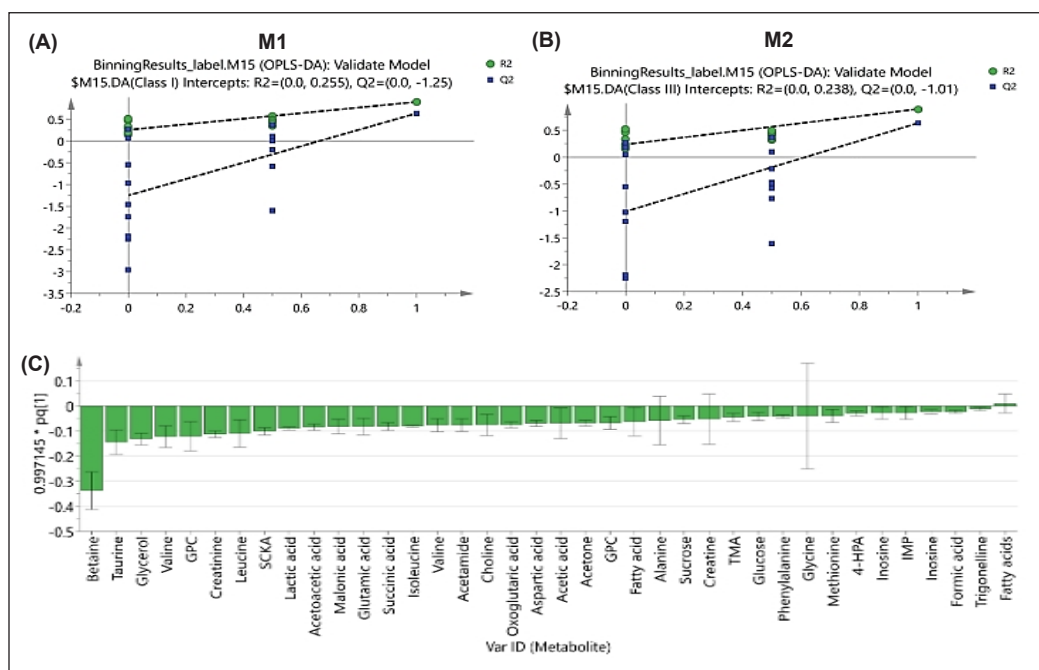 (A)
M1
BinningResults_label.M15 (OPLS-DA): Validate Model
$M15.DA(Class I) Intercepts: R2=(0.0, 0.255), Q2=(0.0, -1.25)
R2
Q2
0.5
0
-0.5
-1
-1.5
-2
-2.5
-3
-3.5
-0.2
0
0.2
0.4
0.6
0.8
1
(B)
M2
BinningResults_label.M15 (OPLS-DA): Validate Model
$M15.DA(Class III) Intercepts: R2=(0.0, 0.238), Q2=(0.0, -1.01)
R2
Q2
0.5
0
-0.5
-1
-1.5
-2
-2.5
-0.2
0
0.2
0.4
0.6
0.8
1
(C)
0.997145 * pq[1]
0.1
0
-0.1
-0.2
-0.3
-0.4
-0.5
Betaine
Taurine
Glycerol
Valine
GPC
Creatinine
Leucine
SCKA
Lactic acid
Acetoacetic acid
Malonic acid
Glutamic acid
Succinic acid
Isoleucine
Valine
Acetamide
Choline
Oxoglutaric acid
Aspartic acid
Acetic acid
Acetone
GPC
Fatty acid
Alanine
Sucrose
Creatine
TMA
Glucose
Phenylalanine
Glycine
Methionine
4-HPA
Inosine
IMP
Inosine
Formic acid
Trigonelline
Fatty acids
Var ID (Metabolite)